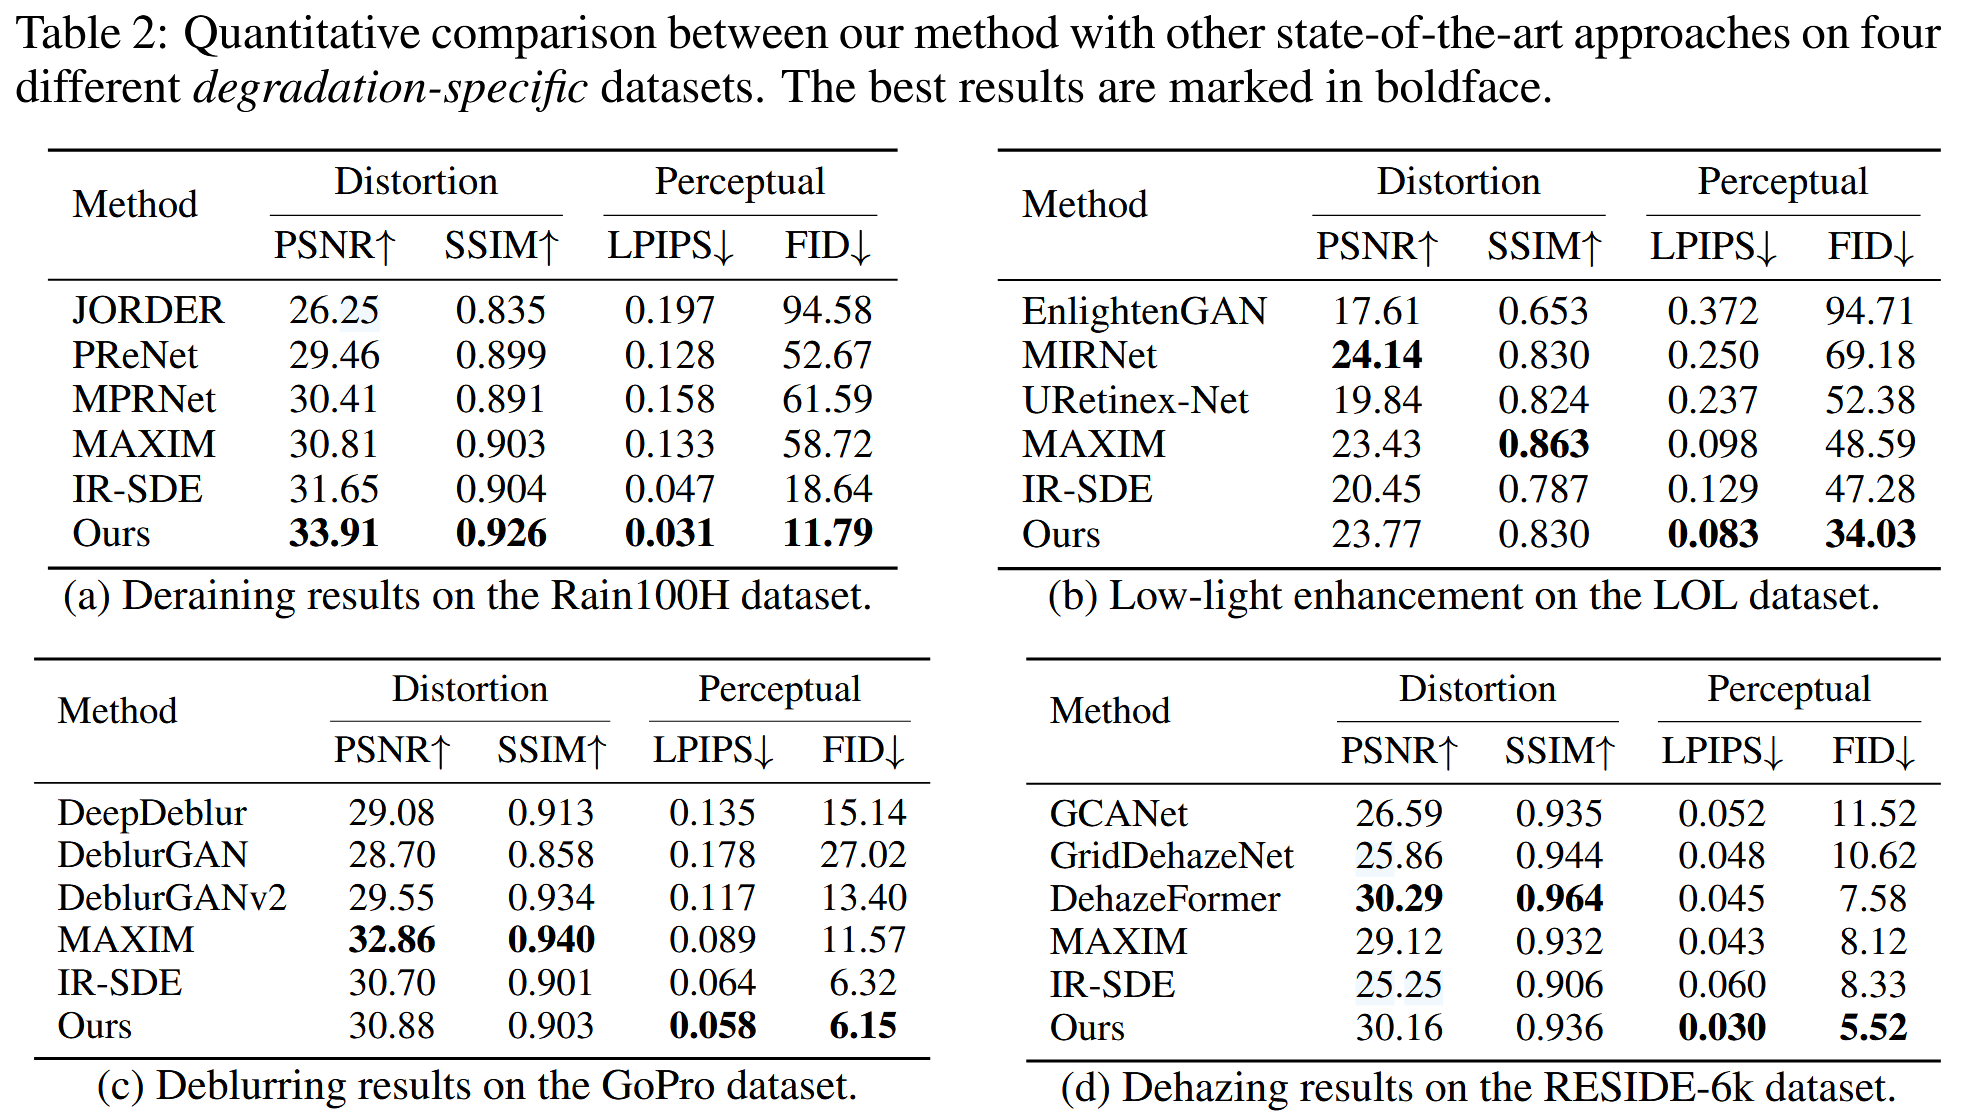 Table 2: Quantitative comparison between our method with other state-of-the-art approaches on four
different degradation-specific datasets. The best results are marked in boldface.
Method Distortion Perceptual
PSNR↑ SSIM↑ LPIPS↓ FID↓
JORDER 26.25 0.835 0.197 94.58
PReNet 29.46 0.899 0.128 52.67
MPRNet 30.41 0.891 0.158 61.59
MAXIM 30.81 0.903 0.133 58.72
IR-SDE 31.65 0.904 0.047 18.64
Ours 33.91 0.926 0.031 11.79
(a) Deraining results on the Rain100H dataset.
Method Distortion Perceptual
PSNR↑ SSIM↑ LPIPS↓ FID↓
EnlightenGAN 17.61 0.653 0.372 94.71
MIRNet 24.14 0.830 0.250 69.18
URetinex-Net 19.84 0.824 0.237 52.38
MAXIM 23.43 0.863 0.098 48.59
IR-SDE 20.45 0.787 0.129 47.28
Ours 23.77 0.830 0.083 34.03
(b) Low-light enhancement on the LOL dataset.
Method Distortion Perceptual
PSNR↑ SSIM↑ LPIPS↓ FID↓
DeepDeblur 29.08 0.913 0.135 15.14
DeblurGAN 28.70 0.858 0.178 27.02
DeblurGANv2 29.55 0.934 0.117 13.40
MAXIM 32.86 0.940 0.089 11.57
IR-SDE 30.70 0.901 0.064 6.32
Ours 30.88 0.903 0.058 6.15
(c) Deblurring results on the GoPro dataset.
Method Distortion Perceptual
PSNR↑ SSIM↑ LPIPS↓ FID↓
GCANet 26.59 0.935 0.052 11.52
GridDehazeNet 25.86 0.944 0.048 10.62
DehazeFormer 30.29 0.964 0.045 7.58
MAXIM 29.12 0.932 0.043 8.12
IR-SDE 25.25 0.906 0.060 8.33
Ours 30.16 0.936 0.030 5.52
(d) Dehazing results on the RESIDE-6k dataset.